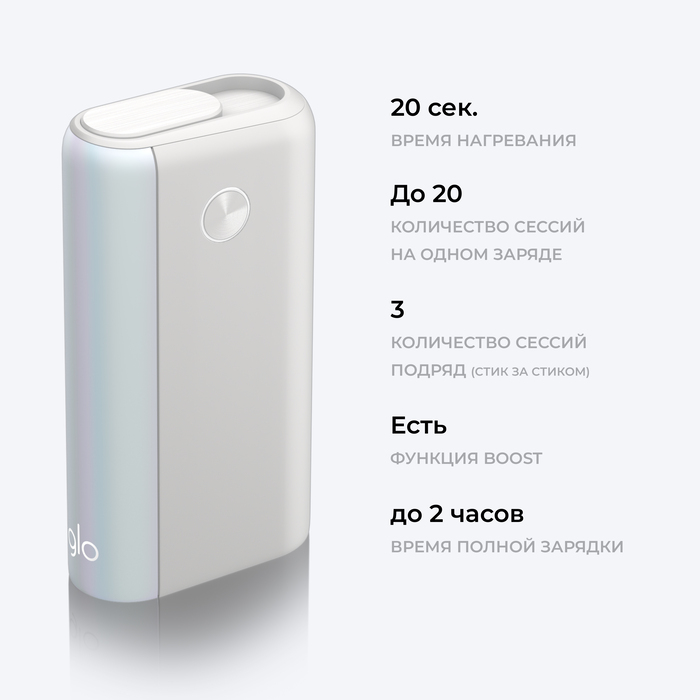 20 сек.
ВРЕМЯ НАГРЕВАНИЯ
До 20
КОЛИЧЕСТВО СЕССИЙ
НА ОДНОМ ЗАРЯДЕ
3
КОЛИЧЕСТВО СЕССИЙ
ПОДРЯД (СТИК ЗА СТИКОМ)
Есть
ФУНКЦИЯ BOOST
до 2 часов
ВРЕМЯ ПОЛНОЙ ЗАРЯДКИ
glo